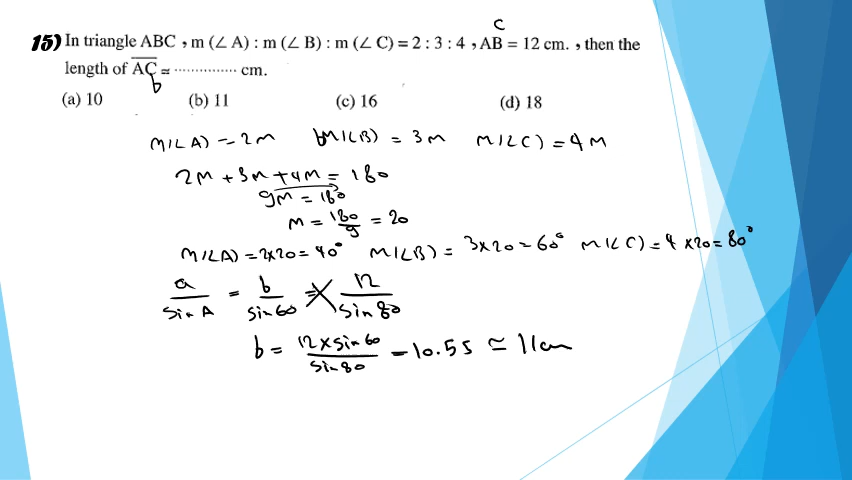 c
15) In triangle ABC , m (∠ A) : m (∠ B) : m (∠ C) = 2 : 3 : 4 , AB = 12 cm. , then the
length of AC ≃ ............... cm.
b
(a) 10 (b) 11 (c) 16 (d) 18
m(∠A) = 2M m(∠B) = 3M m(∠C) = 4M
2M + 3M + 4M = 180
9M = 180
M = 180/9 = 20
m(∠A) = 2×20 = 40° m(∠B) = 3×20 = 60° m(∠C) = 4×20 = 80°
a/sin A = b/sin 60 = 12/sin 80
b = 12×sin 60/sin 80 = 10.55 ≃ 11cm